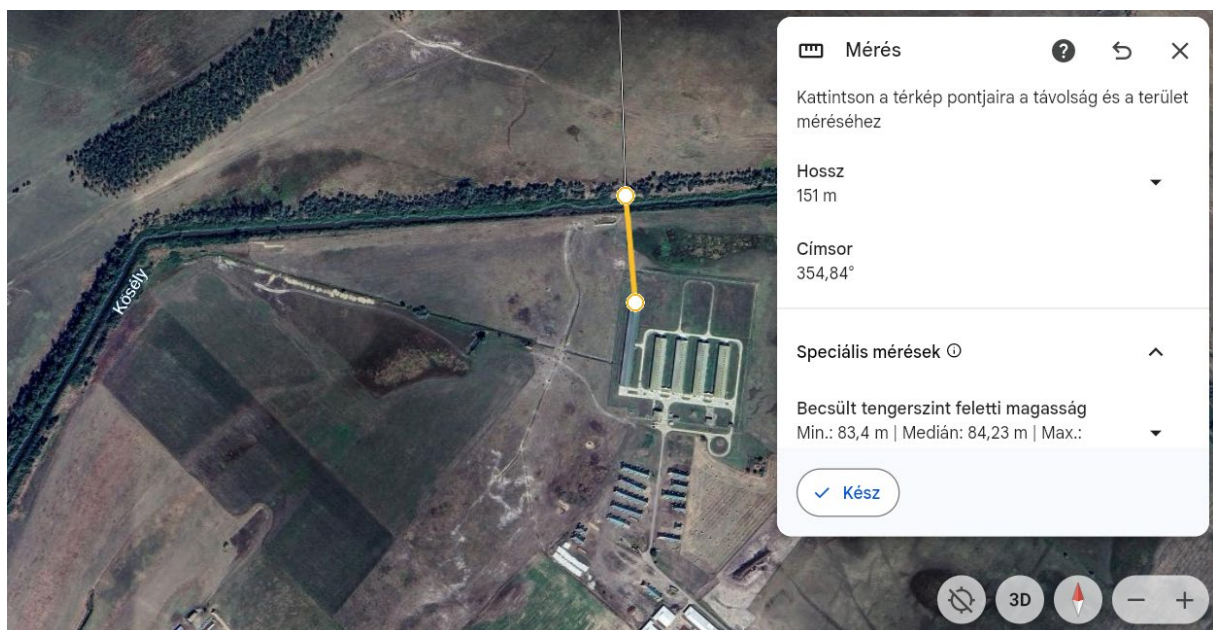 Mérés
Kattintson a térkép pontjaira a távolság és a terület
méréséhez
Hossz
151 m
Címsor
354,84°
Speciális mérések
Becsült tengerszint feletti magasság
Min.: 83,4 m | Medián: 84,23 m | Max.:
Kész
Kösély
3D